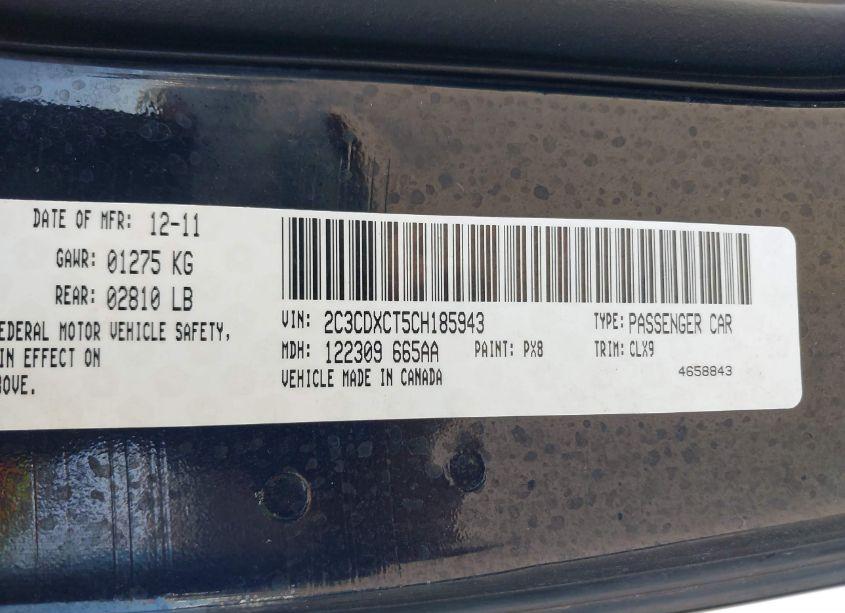 DATE OF MFR: 12-11
GAWR: 01275 KG
REAR: 02810 LB
EDERAL MOTOR VEHICLE SAFETY,
IN EFFECT ON
BOVE.
VIN: 2C3CDXCT5CH185943 TYPE: PASSENGER CAR
MDH: 122309 665AA PAINT: PX8 TRIM: CLX9
VEHICLE MADE IN CANADA 4658843